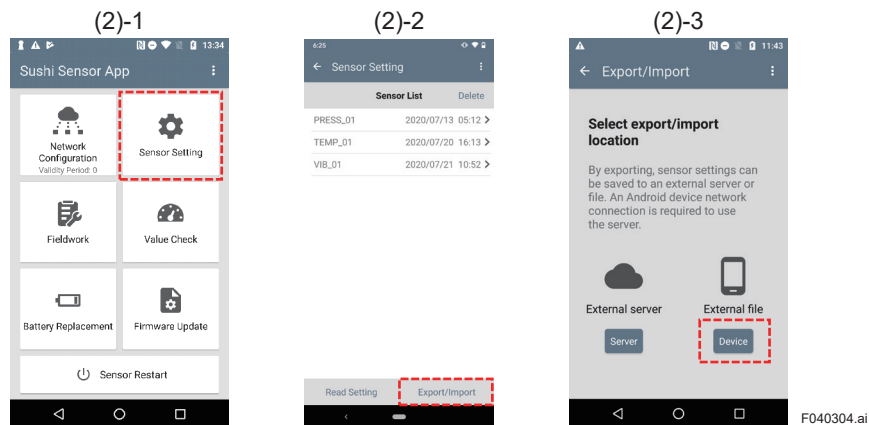 (2)-1
13:34
Sushi Sensor App
Network
Configuration
Validity Period: 0
Sensor Setting
Fieldwork
Value Check
Battery Replacement
Firmware Update
Sensor Restart
(2)-2
6:25
Sensor Setting
Sensor List Delete
PRESS_01 2020/07/13 05:12
TEMP_01 2020/07/20 16:13
VIB_01 2020/07/21 10:52
Read Setting Export/Import
(2)-3
11:43
Export/Import
Select export/import
location
By exporting, sensor settings can
be saved to an external server or
file. An Android device network
connection is required to use
the server.
External server
Server
External file
Device
F040304.ai